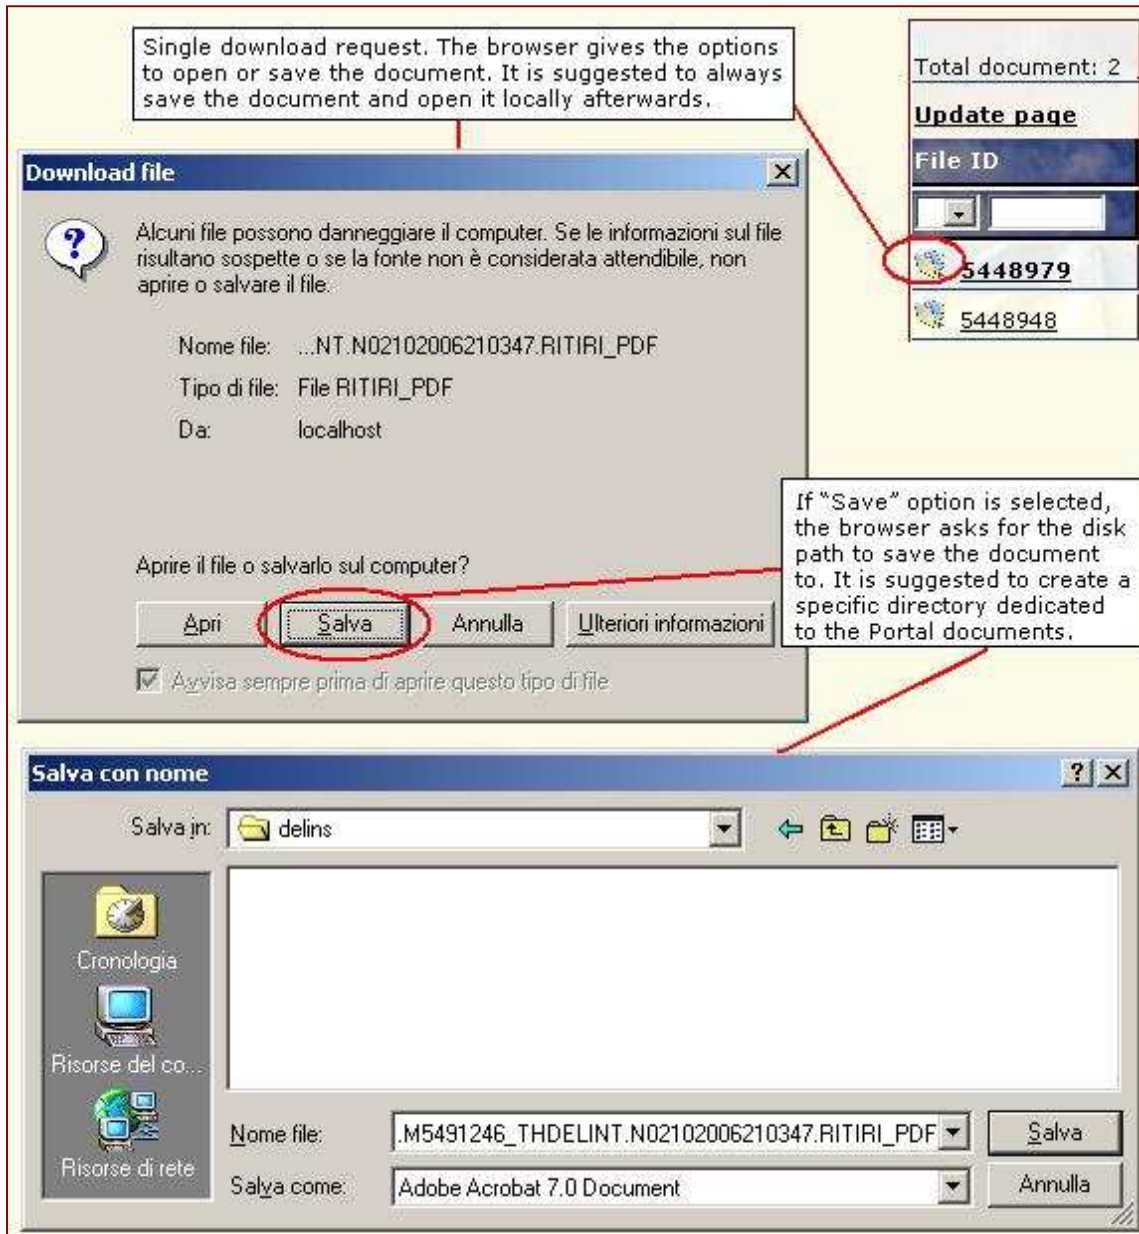 Single download request. The browser gives the options
to open or save the document. It is suggested to always
save the document and open it locally afterwards.
Total document: 2
Update page
File ID
5448979
5448948
Download file
Alcuni file possono danneggiare il computer. Se le informazioni sul file
risultano sospette o se la fonte non è considerata attendibile, non
aprire o salvare il file.
Nome file: ...NT.N02102006210347.RITIRI_PDF
Tipo di file: File RITIRI_PDF
Da: localhost
Aprire il file o salvarlo sul computer?
Apri Salva Annulla Ulteriori informazioni
Avvisa sempre prima di aprire questo tipo di file
If "Save" option is selected,
the browser asks for the disk
path to save the document
to. It is suggested to create a
specific directory dedicated
to the Portal documents.
Salva con nome
Salva in: delins
Cronologia
Risorse del co...
Risorse di rete
Nome file: .M5491246_THDELINT.N02102006210347.RITIRI_PDF Salva
Salva come: Adobe Acrobat 7.0 Document Annulla